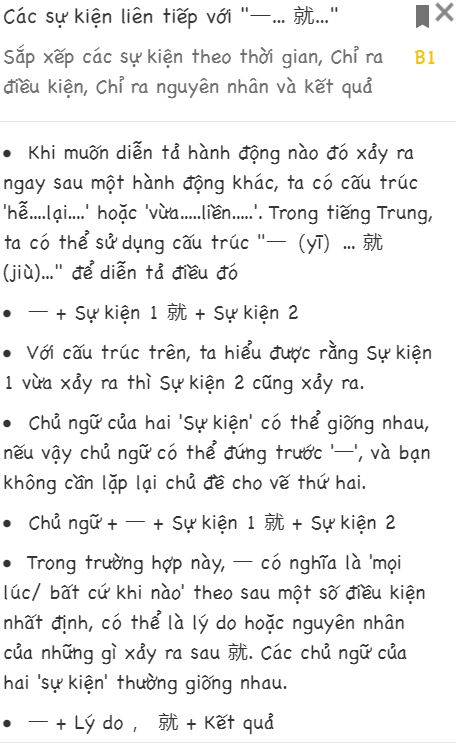 Các sự kiện liên tiếp với "一... 就..."
Sắp xếp các sự kiện theo thời gian, Chỉ ra B1
điều kiện, Chỉ ra nguyên nhân và kết quả
• Khi muốn diễn tả hành động nào đó xảy ra
ngay sau một hành động khác, ta có cấu trúc
'hễ....lại....' hoặc 'vừa.....liền.....'. Trong tiếng Trung,
ta có thể sử dụng cấu trúc "一 (yī) ... 就
(jiù)..." để diễn tả điều đó
• 一 + Sự kiện 1 就 + Sự kiện 2
• Với cấu trúc trên, ta hiểu được rằng Sự kiện
1 vừa xảy ra thì Sự kiện 2 cũng xảy ra.
• Chủ ngữ của hai 'Sự kiện' có thể giống nhau,
nếu vậy chủ ngữ có thể đứng trước '一', và bạn
không cần lặp lại chủ đề cho vế thứ hai.
• Chủ ngữ + 一 + Sự kiện 1 就 + Sự kiện 2
• Trong trường hợp này, 一 có nghĩa là 'mọi
lúc/ bất cứ khi nào' theo sau một số điều kiện
nhất định, có thể là lý do hoặc nguyên nhân
của những gì xảy ra sau 就. Các chủ ngữ của
hai 'sự kiện' thường giống nhau.
• 一 + Lý do ， 就 + Kết quả